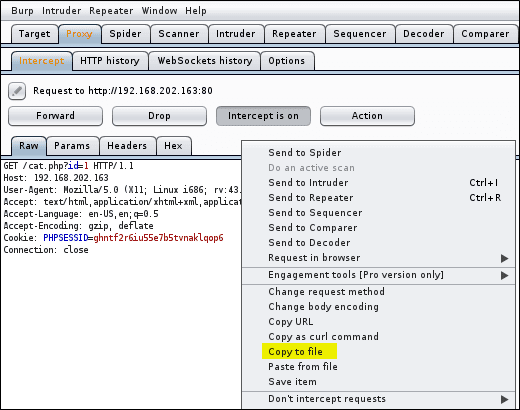 Burp Intruder Repeater Window Help
Target Proxy Spider Scanner Intruder Repeater Sequencer Decoder Comparer
Intercept HTTP history WebSockets history Options
Request to http://192.168.202.163:80
Forward Drop Intercept is on Action
Raw Params Headers Hex
GET /cat.php?id=1 HTTP/1.1
Host: 192.168.202.163
User-Agent: Mozilla/5.0 (X11; Linux i686; rv:43.
Accept: text/html,application/xhtml+xml,applicat
Accept-Language: en-US,en;q=0.5
Accept-Encoding: gzip, deflate
Cookie: PHPSESSID=ghntf2r6iu55e7b5tvnaklqop6
Connection: close
Send to Spider
Do an active scan
Send to Intruder Ctrl+I
Send to Repeater Ctrl+R
Send to Sequencer
Send to Comparer
Send to Decoder
Request in browser
Engagement tools [Pro version only]
Change request method
Change body encoding
Copy URL
Copy as curl command
Copy to file
Paste from file
Save item
Don't intercept requests